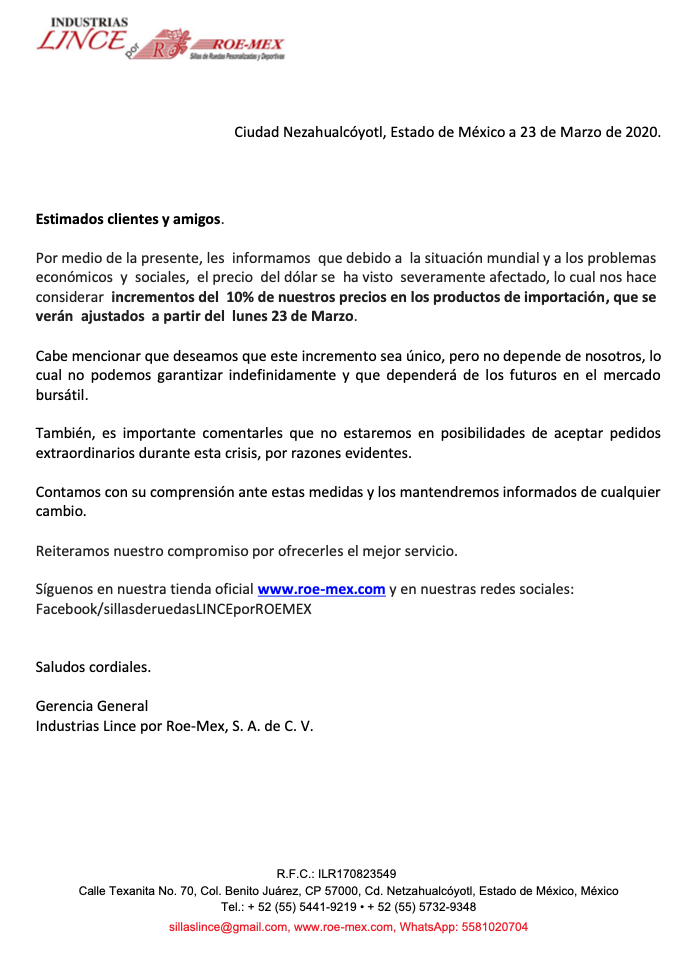 INDUSTRIAS
LINCE por ROE-MEX
Sillas de Ruedas Pesonalizadas y Deportivas
Ciudad Nezahualcóyotl, Estado de México a 23 de Marzo de 2020.
Estimados clientes y amigos.
Por medio de la presente, les informamos que debido a la situación mundial y a los problemas
económicos y sociales, el precio del dólar se ha visto severamente afectado, lo cual nos hace
considerar incrementos del 10% de nuestros precios en los productos de importación, que se
verán ajustados a partir del lunes 23 de Marzo.
Cabe mencionar que deseamos que este incremento sea único, pero no depende de nosotros, lo
cual no podemos garantizar indefinidamente y que dependerá de los futuros en el mercado
bursátil.
También, es importante comentarles que no estaremos en posibilidades de aceptar pedidos
extraordinarios durante esta crisis, por razones evidentes.
Contamos con su comprensión ante estas medidas y los mantendremos informados de cualquier
cambio.
Reiteramos nuestro compromiso por ofrecerles el mejor servicio.
Síguenos en nuestra tienda oficial www.roe-mex.com y en nuestras redes sociales:
Facebook/sillasderuedasLINCEporROEMEX
Saludos cordiales.
Gerencia General
Industrias Lince por Roe-Mex, S. A. de C. V.
R.F.C.: ILR170823549
Calle Texanita No. 70, Col. Benito Juárez, CP 57000, Cd. Netzahualcóyotl, Estado de México, México
Tel.: + 52 (55) 5441-9219 • + 52 (55) 5732-9348
sillaslince@gmail.com, www.roe-mex.com, WhatsApp: 5581020704